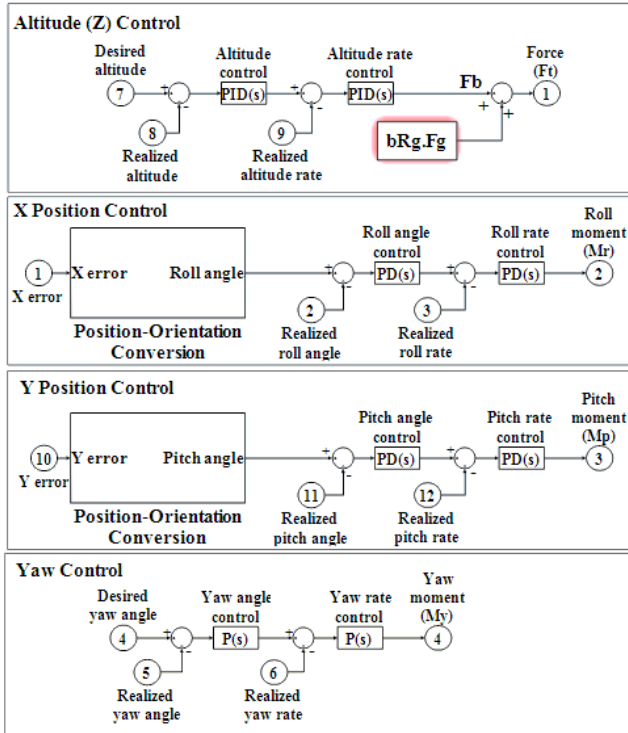 Altitude (Z) Control
Desired
altitude
Altitude
control
Altitude rate
control
Force
(Ft)
7
+
-
PID(s)
+
-
PID(s)
Fb
+
+
1
8
9
bRg.Fg
Realized
altitude
Realized
altitude rate
X Position Control
Roll angle
control
Roll rate
control
Roll
moment
(Mr)
1
X error
Roll angle
+
-
PD(s)
+
-
PD(s)
2
X error
2
3
Position-Orientation
Conversion
Realized
roll angle
Realized
roll rate
Y Position Control
Pitch angle
control
Pitch rate
control
Pitch
moment
(Mp)
10
Y error
Pitch angle
+
-
PD(s)
+
-
PD(s)
3
Y error
11
12
Position-Orientation
Conversion
Realized
pitch angle
Realized
pitch rate
Yaw Control
Desired
yaw angle
Yaw angle
control
Yaw rate
control
Yaw
moment
(My)
4
+
-
P(s)
+
-
P(s)
4
5
6
Realized
yaw angle
Realized
yaw rate